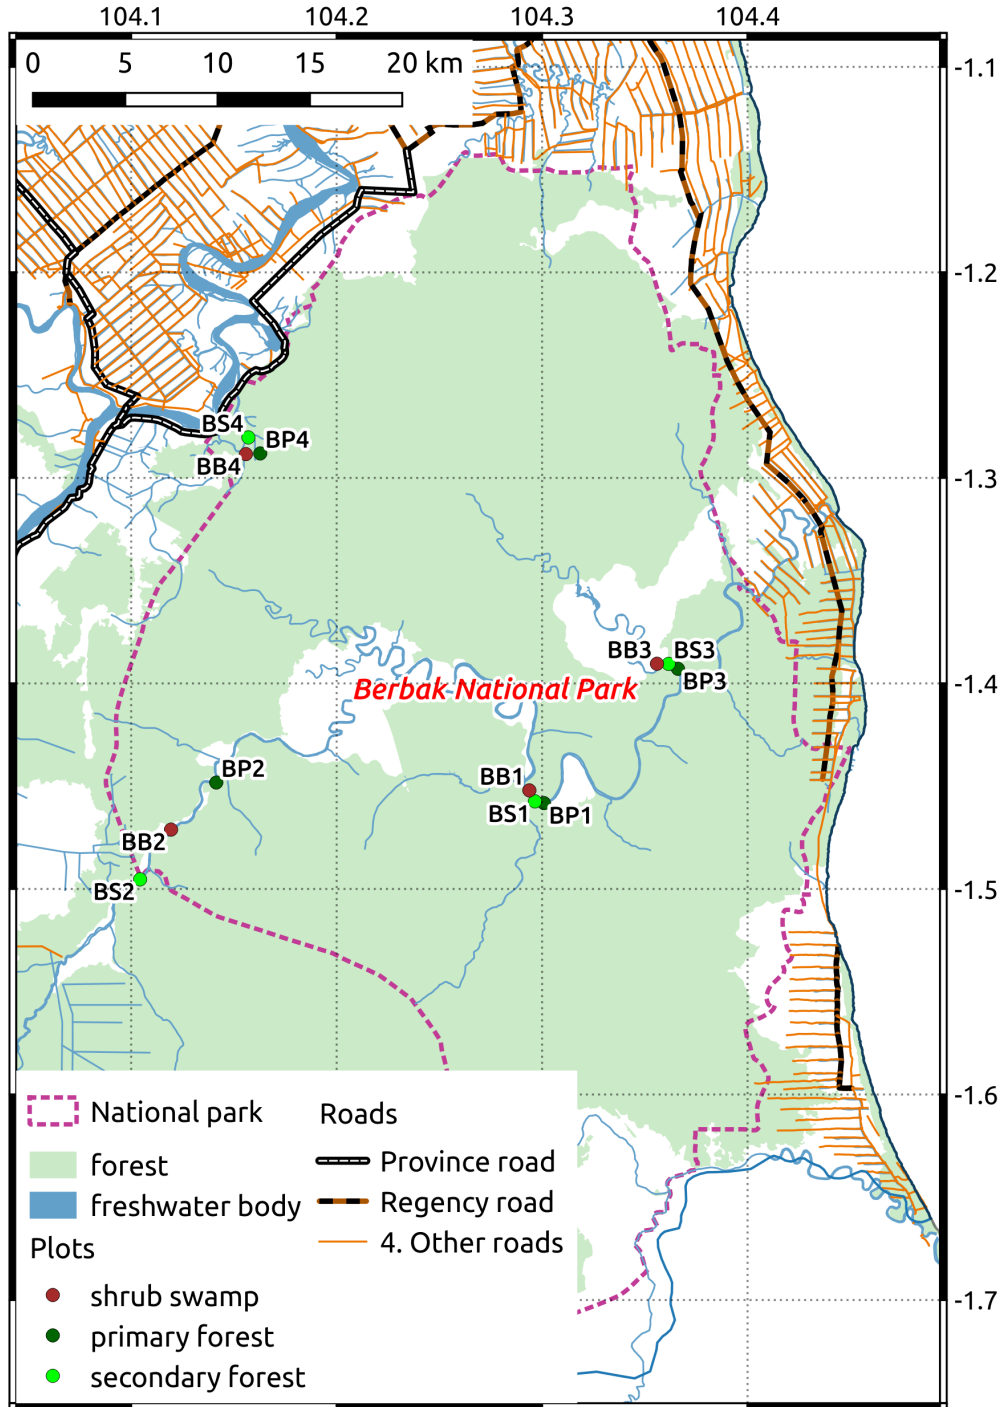 104.1 104.2 104.3 104.4
0 5 10 15 20 km
-1.1
-1.2
-1.3
-1.4
-1.5
-1.6
-1.7
BS4
BP4
BB4
BB3 BS3
BP3
Berbak National Park
BP2
BB1
BS1 BP1
BB2
BS2
National park
forest
freshwater body
Plots
shrub swamp
primary forest
secondary forest
Roads
Province road
Regency road
4. Other roads